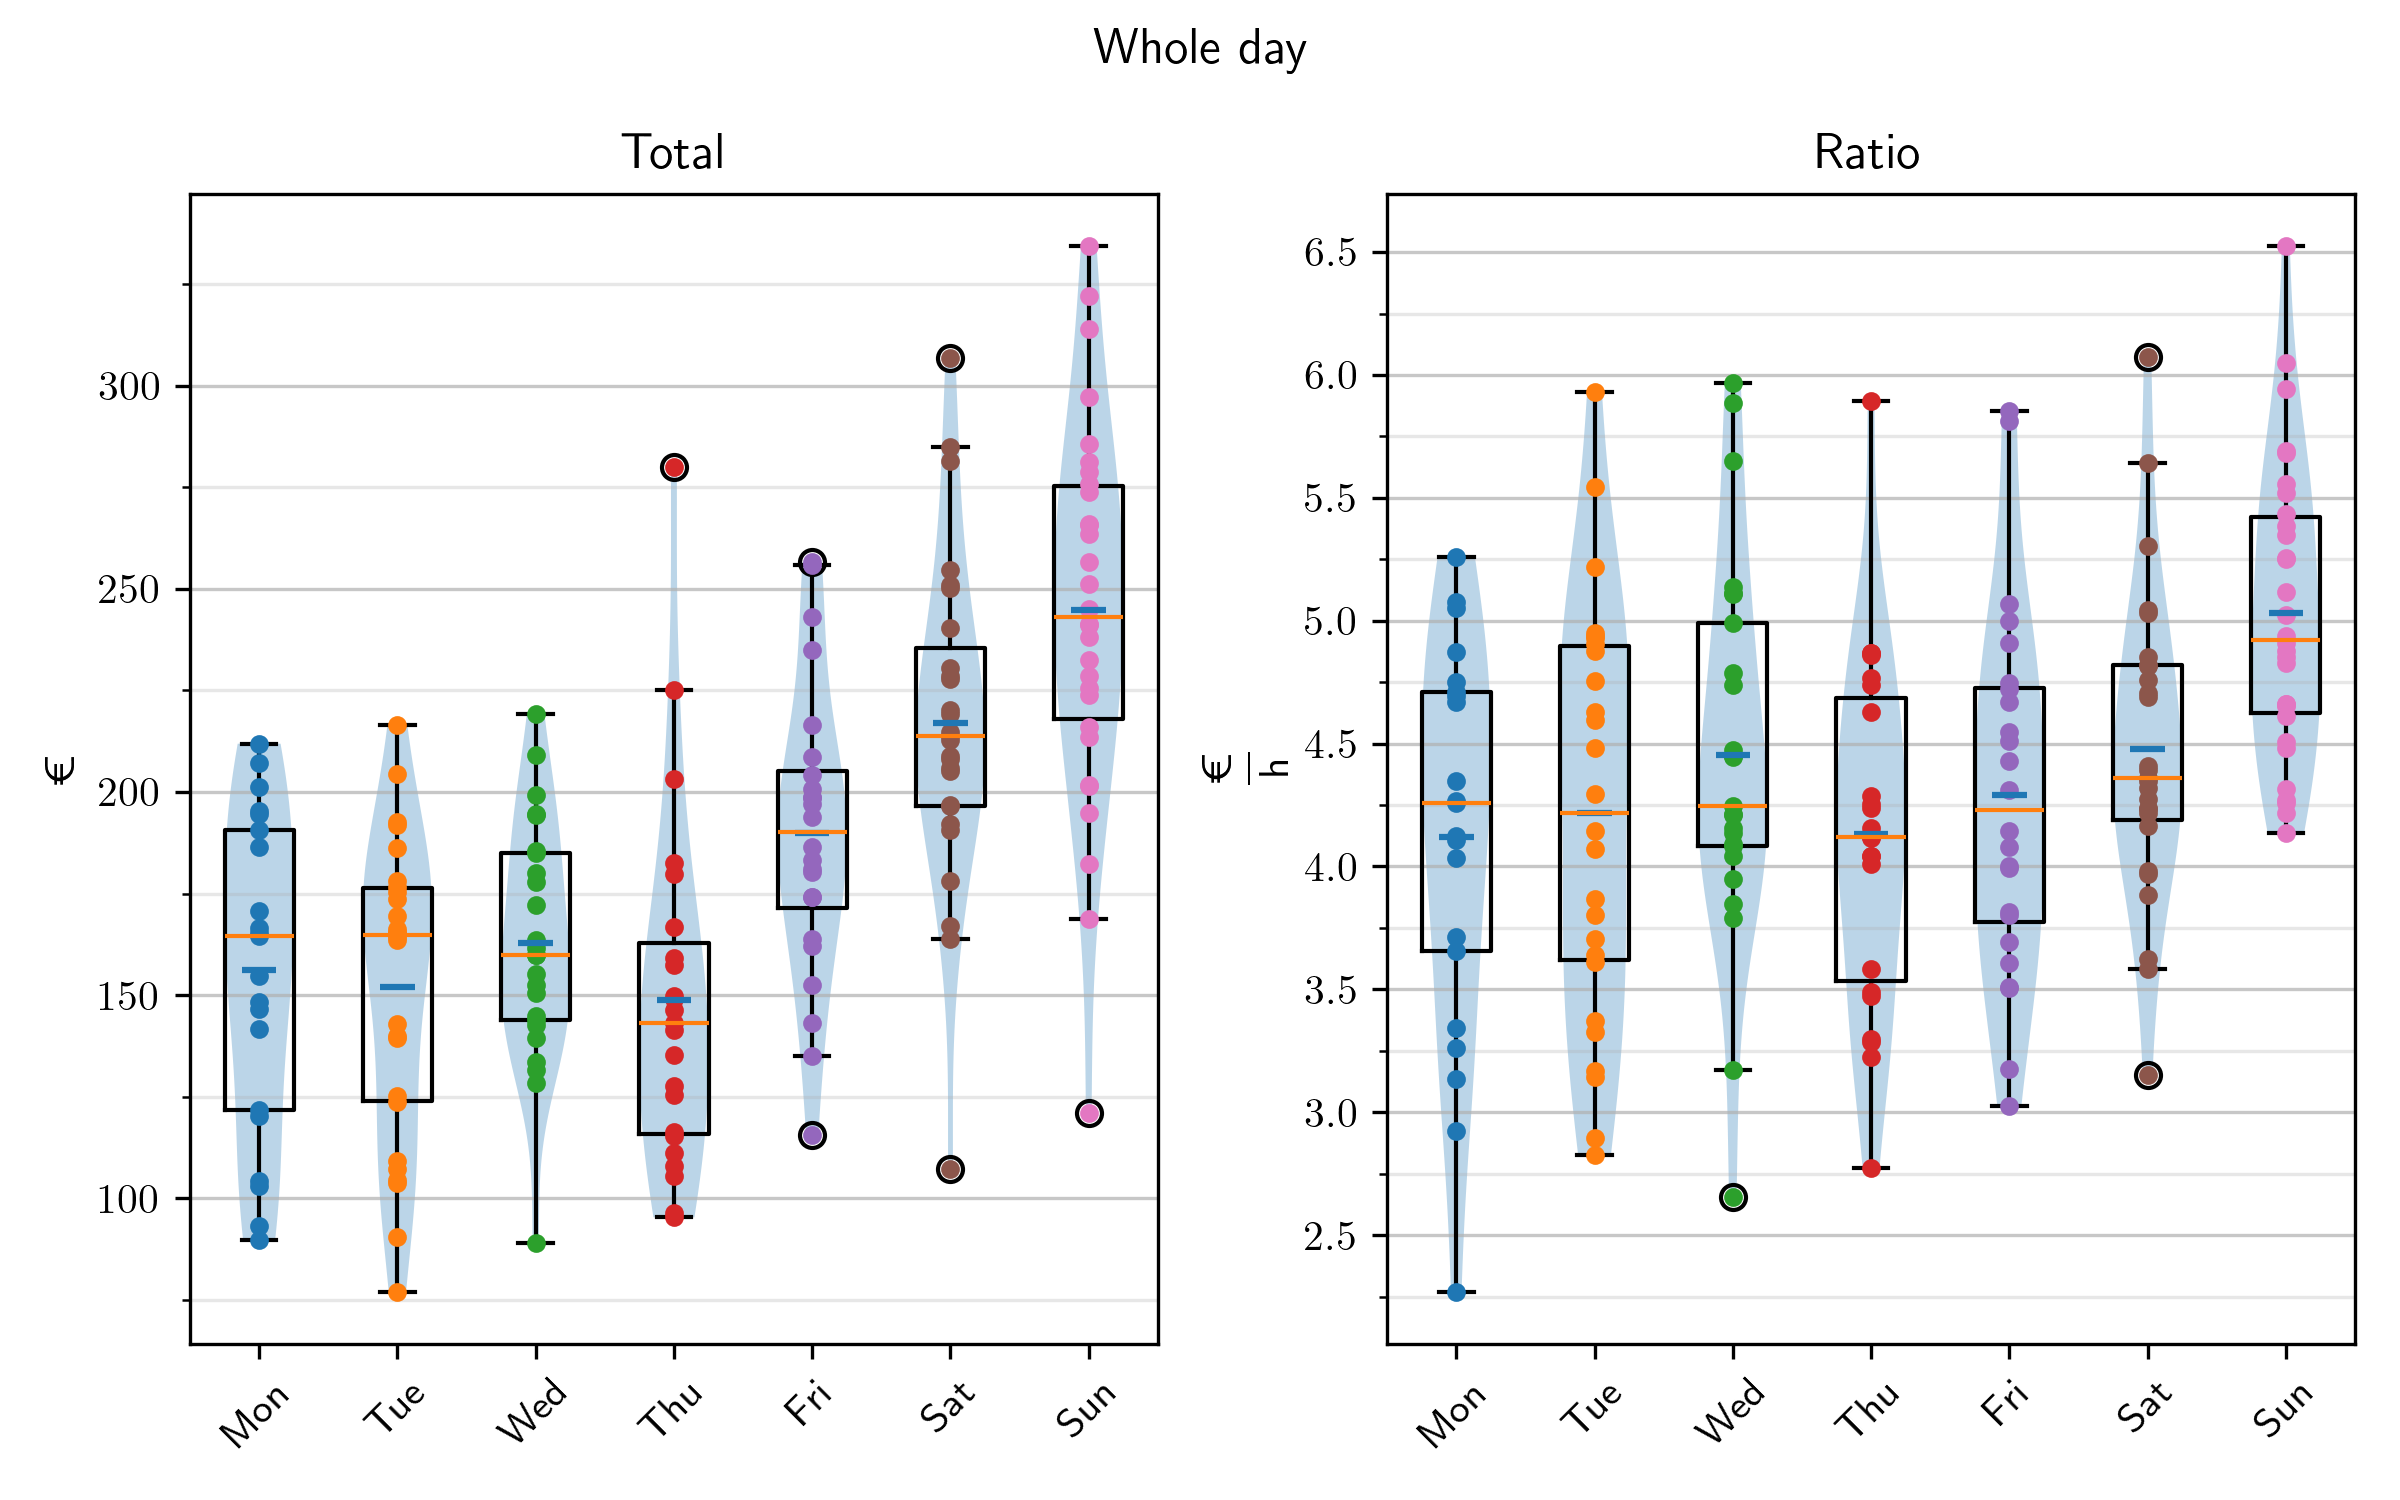 Whole day
Total
€
300
250
200
150
100
Mon Tue Wed Thu Fri Sat Sun
Ratio
€
h
6.5
6.0
5.5
5.0
4.5
4.0
3.5
3.0
2.5
Mon Tue Wed Thu Fri Sat Sun